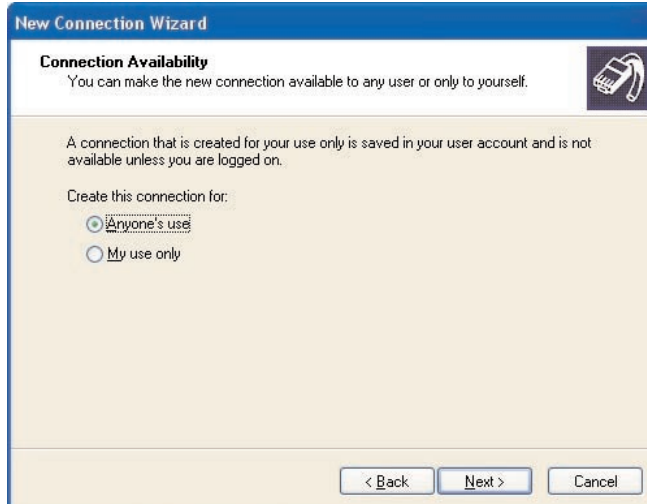 New Connection Wizard
Connection Availability
You can make the new connection available to any user or only to yourself.
A connection that is created for your use only is saved in your user account and is not
available unless you are logged on.
Create this connection for:
Anyone's use
My use only
< Back Next > Cancel